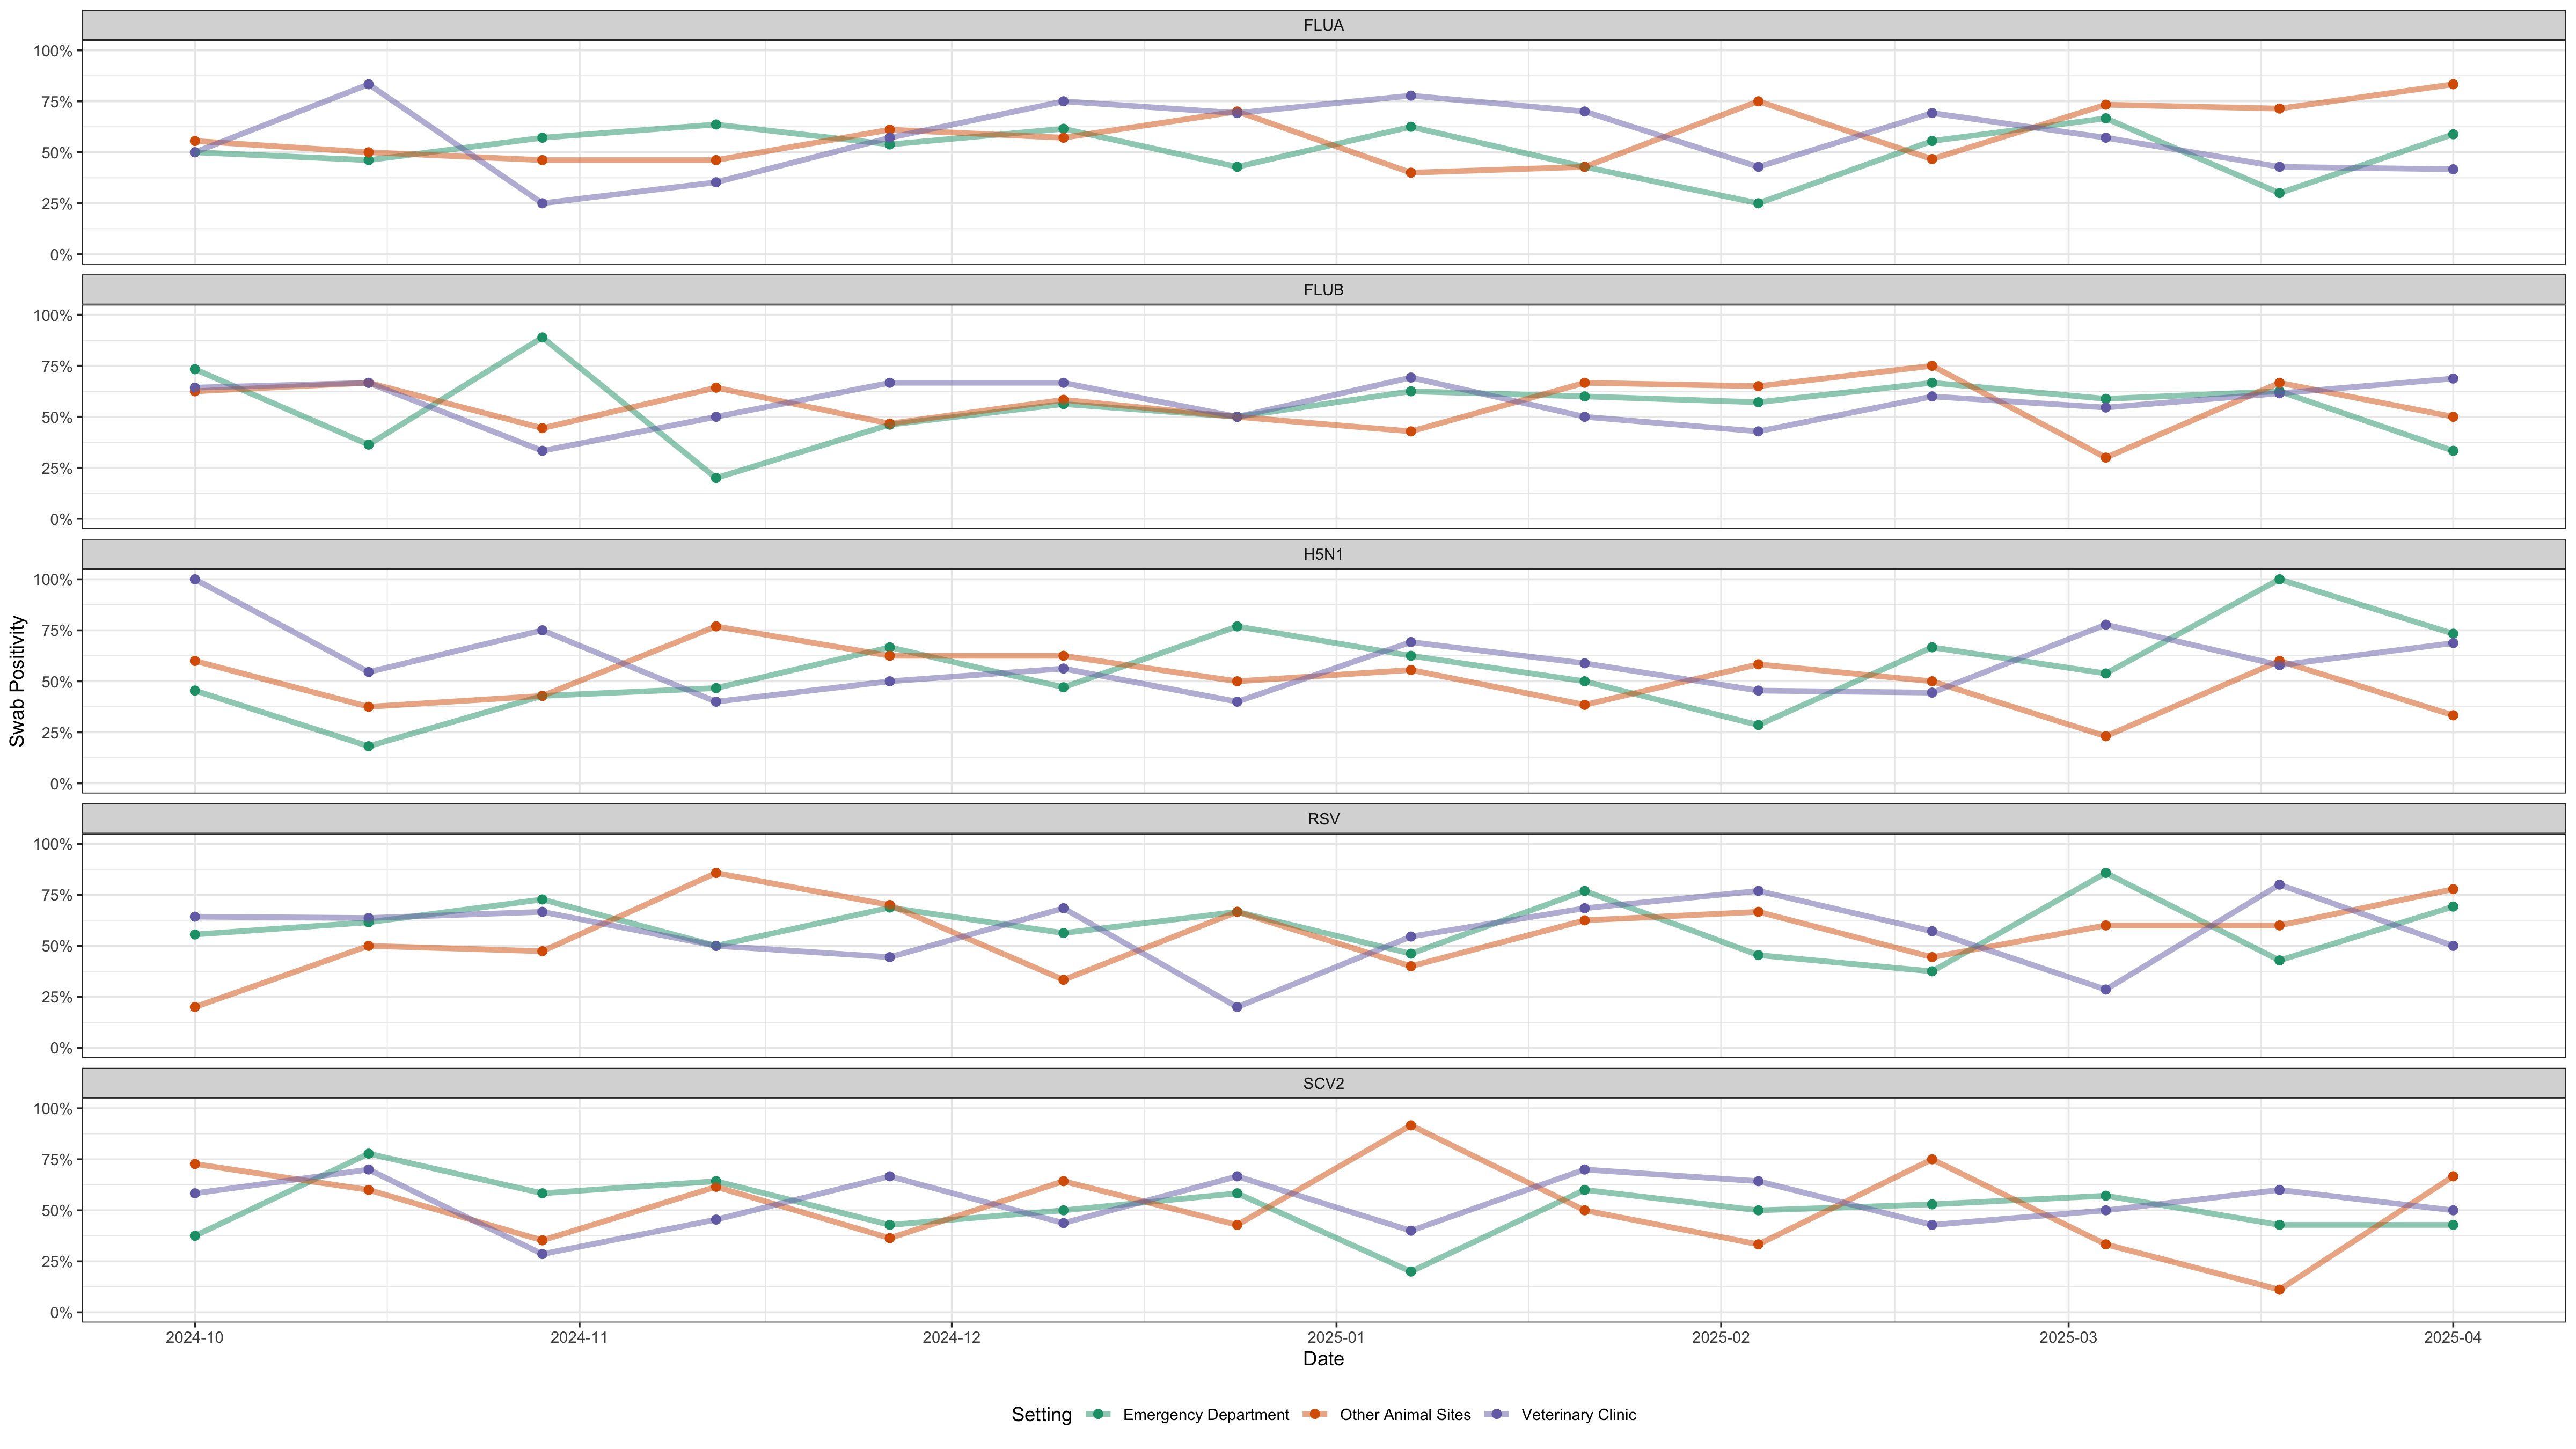 FLUA
100%
75%
50%
25%
0%
FLUB
100%
75%
50%
25%
0%
H5N1
100%
75%
50%
25%
0%
Swab Positivity
RSV
100%
75%
50%
25%
0%
SCV2
100%
75%
50%
25%
0%
2024-10 2024-11 2024-12 2025-01 2025-02 2025-03 2025-04
Date
Setting Emergency Department Other Animal Sites Veterinary Clinic